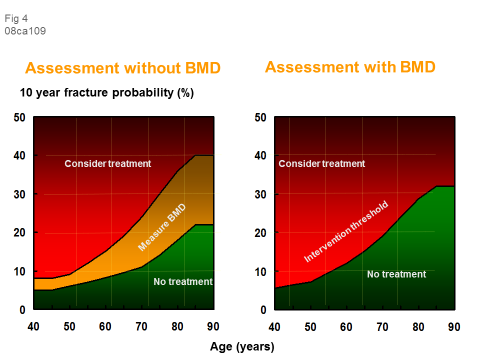 Fig 4
08ca109
Assessment without BMD
Assessment with BMD
10 year fracture probability (%)
50
40
30
20
10
0
Consider treatment
Measure BMD
No treatment
40 50 60 70 80 90
50
40
30
20
10
0
Consider treatment
Intervention threshold
No treatment
40 50 60 70 80 90
Age (years)